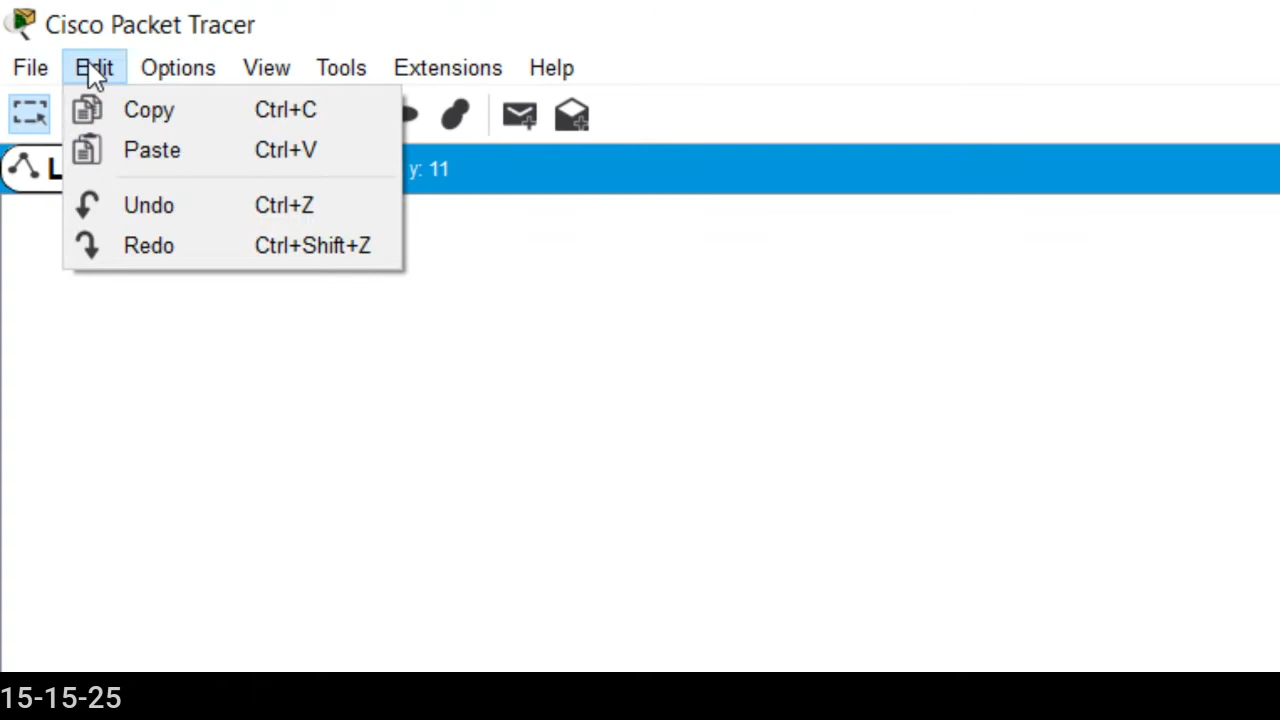 Cisco Packet Tracer
File Edit Options View Tools Extensions Help
Copy Ctrl+C
Paste Ctrl+V
L y: 11
Undo Ctrl+Z
Redo Ctrl+Shift+Z
15-15-25